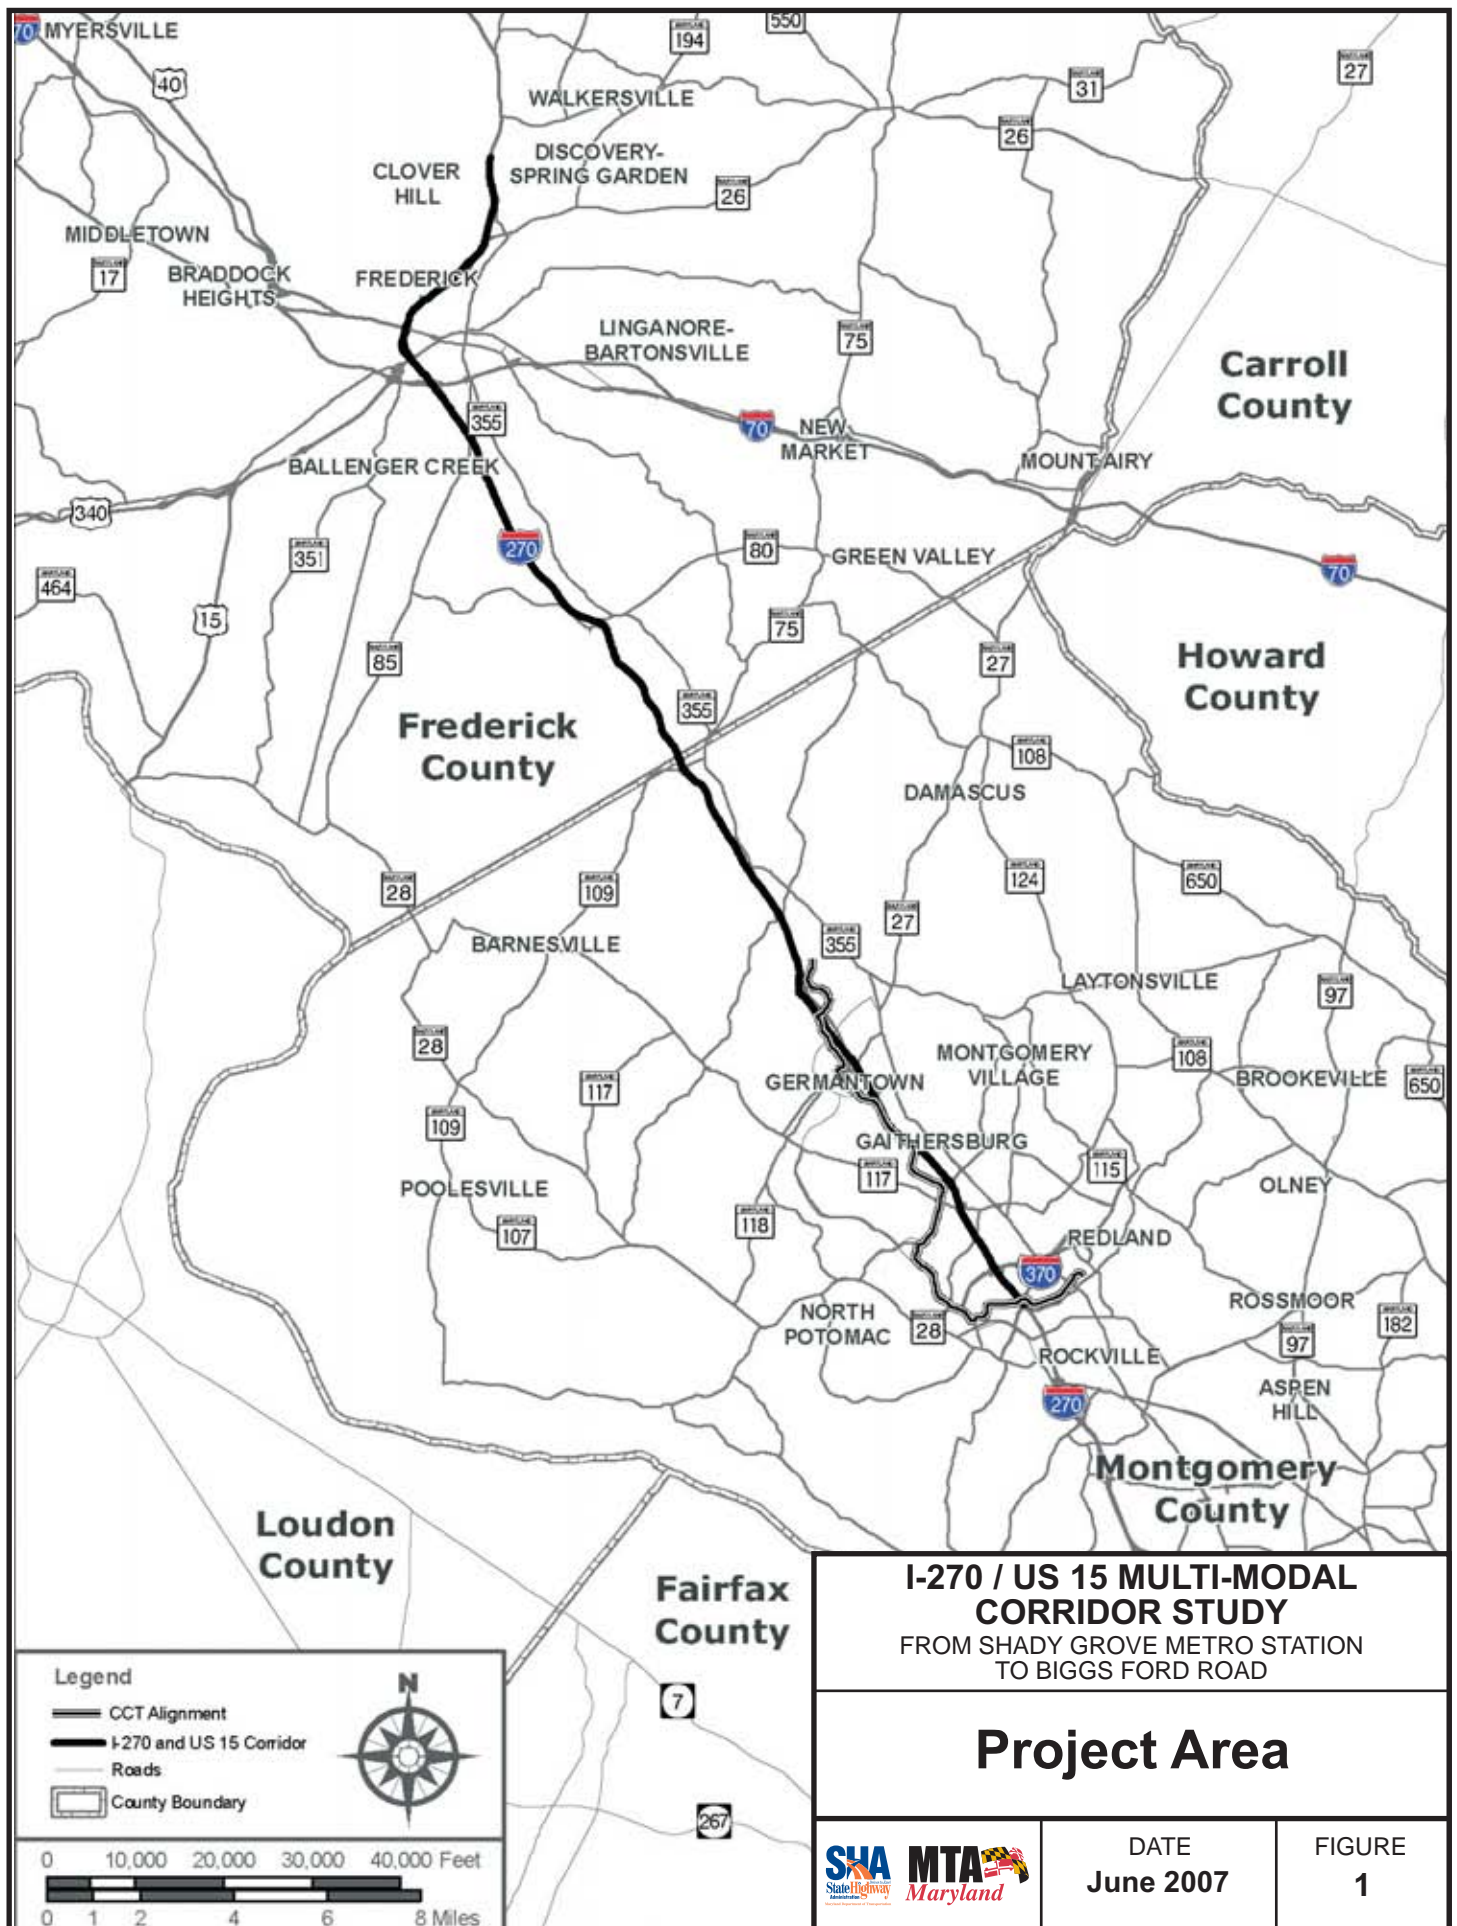 70
MYERSVILLE
40
194
550
27
31
WALKERSVILLE
26
CLOVER
HILL
DISCOVERY-
SPRING GARDEN
26
MIDDLETOWN
17
BRADDOCK
HEIGHTS
FREDERICK
LINGANORE-
BARTONSVILLE
75
Carroll
County
355
70
NEW
MARKET
BALLENGER CREEK
MOUNT AIRY
340
351
270
80
GREEN VALLEY
70
464
15
75
85
27
Howard
County
355
Frederick
County
108
DAMASCUS
28
109
124
650
27
355
BARNESVILLE
LAYTONSVILLE
97
28
117
GERMANTOWN
MONTGOMERY
VILLAGE
108
BROOKEVILLE
650
109
GAITHERSBURG
117
115
OLNEY
POOLESVILLE
107
118
REDLAND
370
NORTH
POTOMAC
28
ROSSMOOR
182
97
ROCKVILLE
270
ASPEN
HILL
Montgomery
County
Loudon
County
Fairfax
County
7
267
Legend
N
CCT Alignment
I-270 and US 15 Corridor
Roads
County Boundary
0 10,000 20,000 30,000 40,000 Feet
0 1 2 4 6 8 Miles
I-270 / US 15 MULTI-MODAL
CORRIDOR STUDY
FROM SHADY GROVE METRO STATION
TO BIGGS FORD ROAD
Project Area
SHA
State Highway
Administration
MTA
Maryland
DATE
June 2007
FIGURE
1